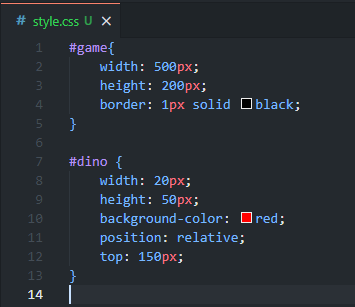 # style.css U ×
1 #game{
2     width: 500px;
3     height: 200px;
4     border: 1px solid black;
5 }
6
7 #dino {
8     width: 20px;
9     height: 50px;
10     background-color: red;
11     position: relative;
12     top: 150px;
13 }
14